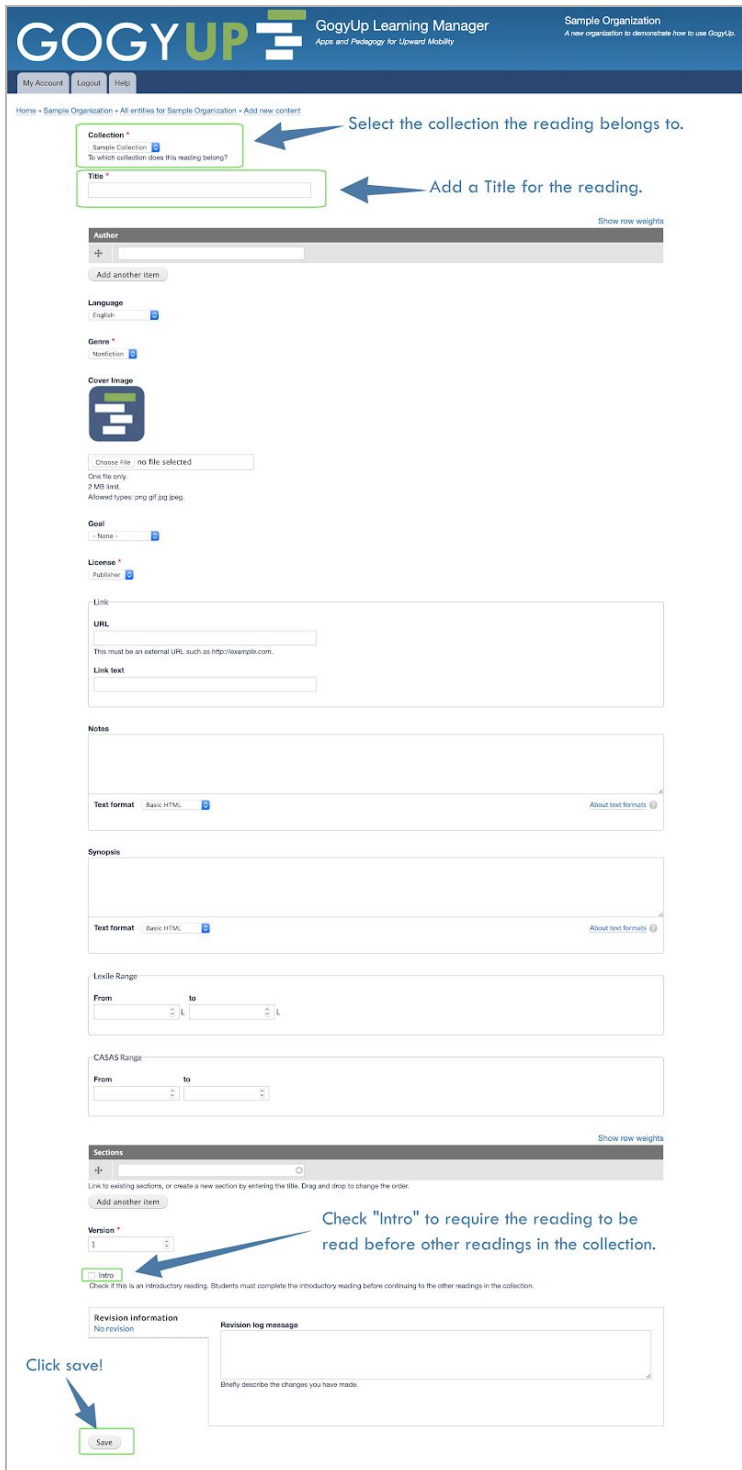 GOGYUP
GogyUp Learning Manager
Apps and Pedagogy for Upward Mobility
Sample Organization
A new organization to demonstrate how to use GogyUp.
My Account
Logout
Help
Home » Sample Organization » All entities for Sample Organization » Add new content
Collection *
Sample Collection
To which collection does this reading belong?
Select the collection the reading belongs to.
Title *
Add a Title for the reading.
Show row weights
Author
Add another item
Language
English
Genre *
Nonfiction
Cover Image
Choose File no file selected
One file only.
2 MB limit.
Allowed types: png gif jpg jpeg.
Goal
- None -
License *
Publisher
Link
URL
This must be an external URL such as http://example.com.
Link text
Notes
Text format Basic HTML
About text formats ?
Synopsis
Text format Basic HTML
About text formats ?
Lexile Range
From to
L L
CASAS Range
From to
Show row weights
Sections
Link to existing sections, or create a new section by entering the title. Drag and drop to change the order.
Add another item
Version *
1
Check "Intro" to require the reading to be
read before other readings in the collection.
Intro
Check if this is an introductory reading. Students must complete the introductory reading before continuing to the other readings in the collection.
Revision information
No revision
Revision log message
Briefly describe the changes you have made.
Click save!
Save